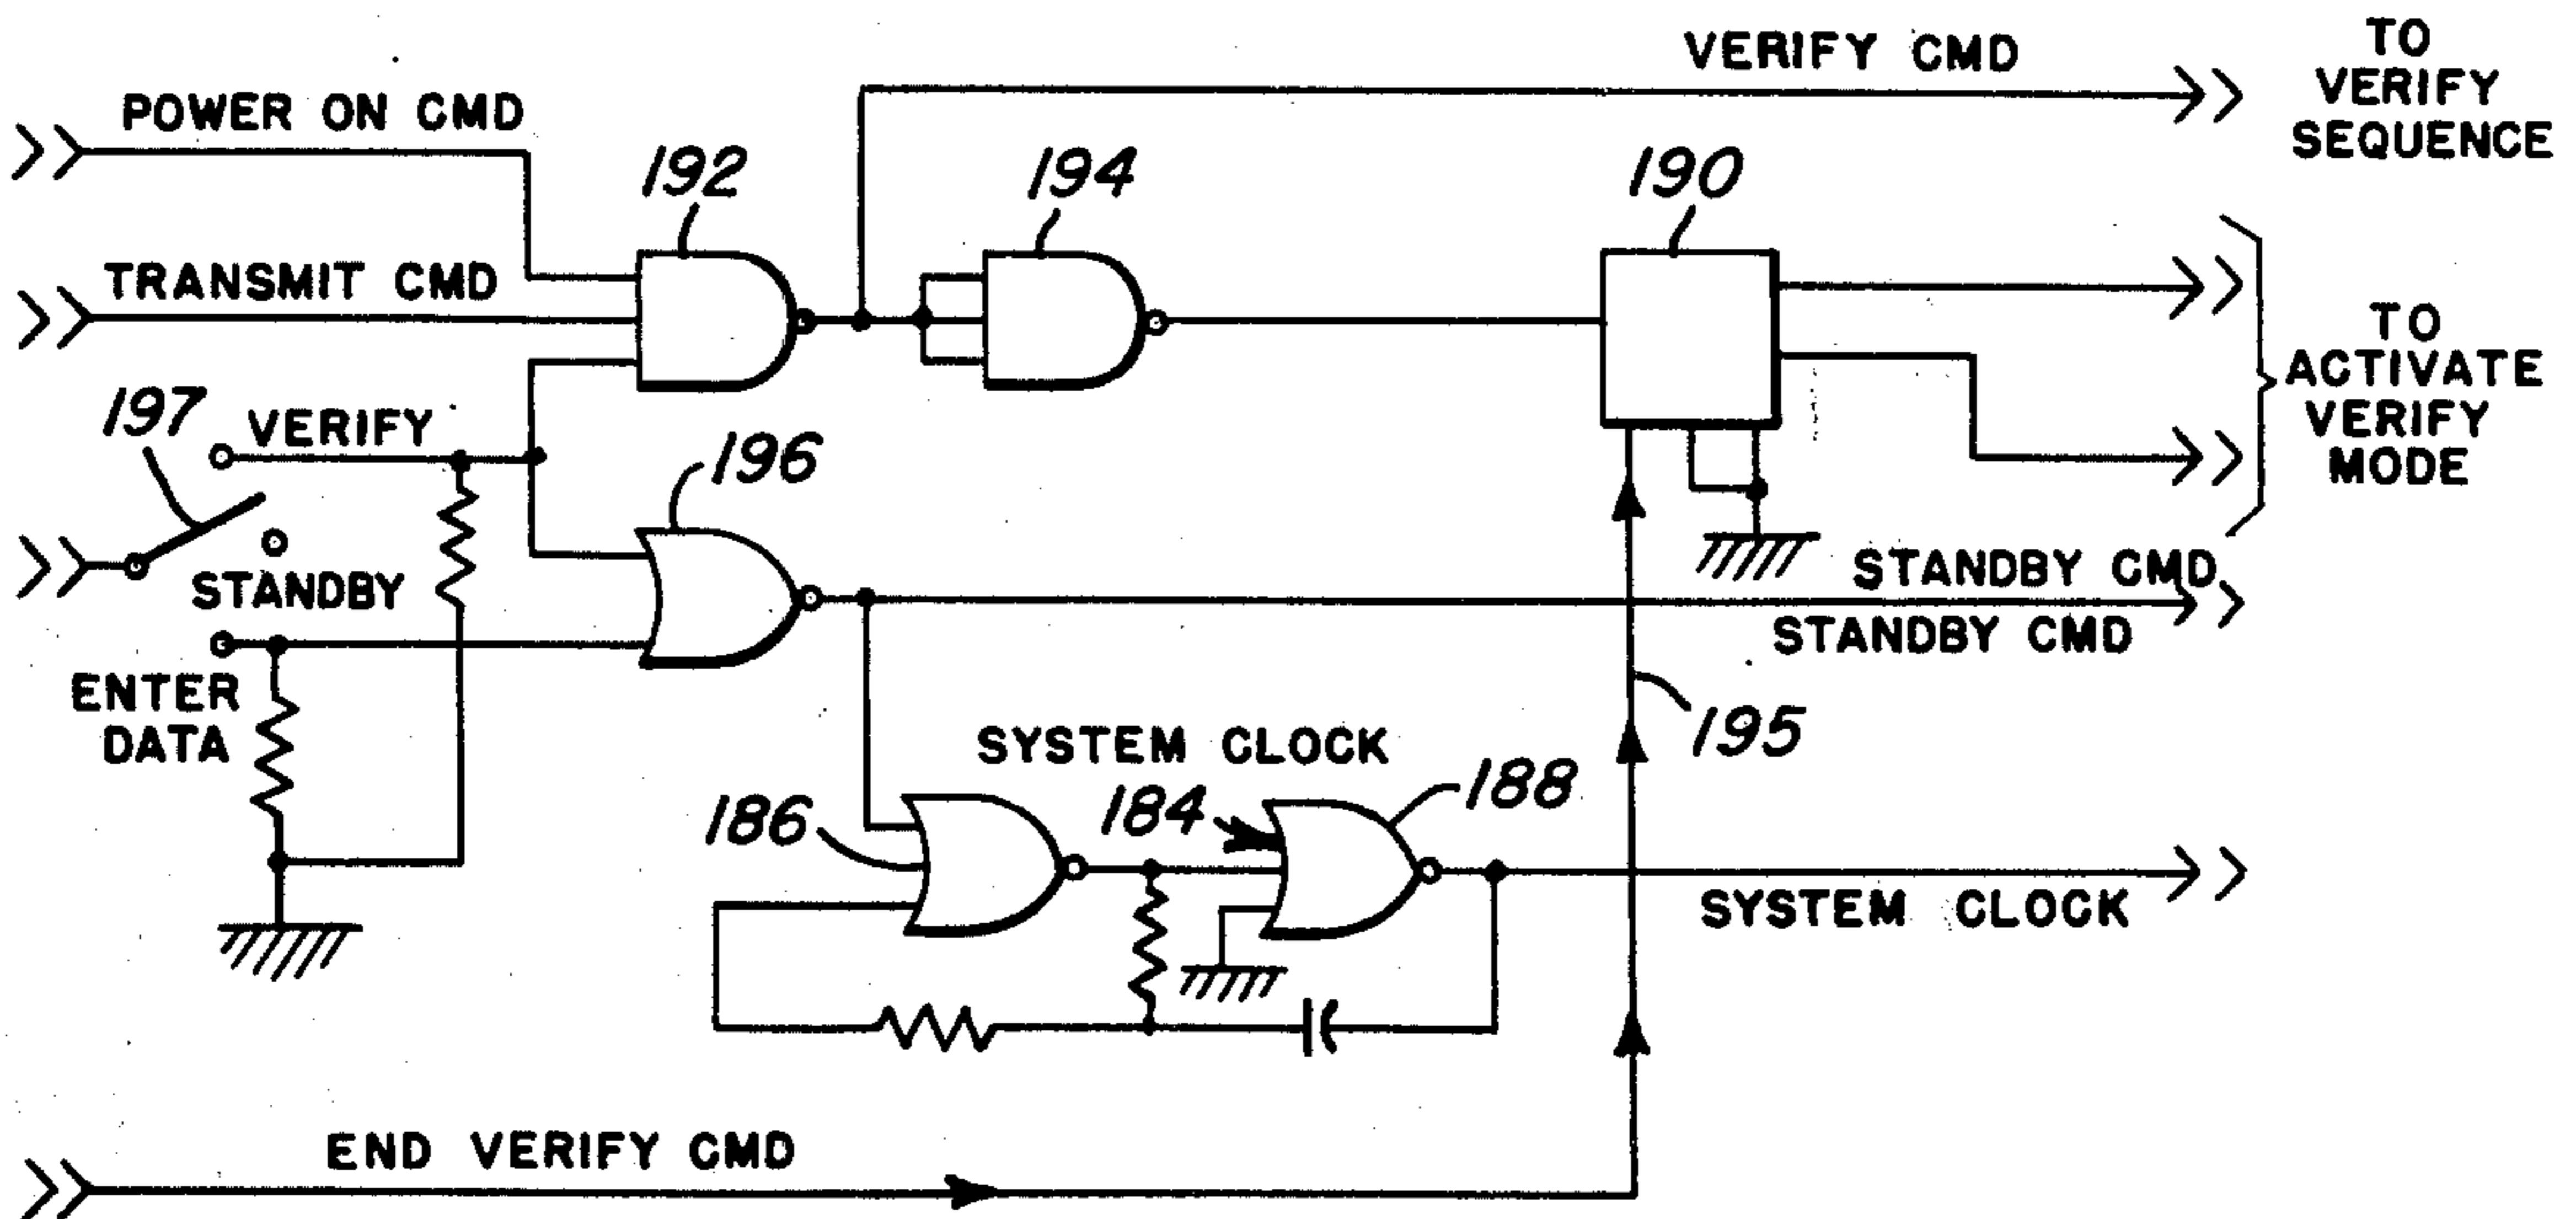 VERIFY CMD
TO
VERIFY
SEQUENCE
POWER ON CMD
192
194
190
TRANSMIT CMD
TO
ACTIVATE
VERIFY
MODE
197
VERIFY
196
STANDBY
STANDBY CMD
STANDBY CMD
ENTER
DATA
195
SYSTEM CLOCK
186
184
188
SYSTEM CLOCK
END VERIFY CMD